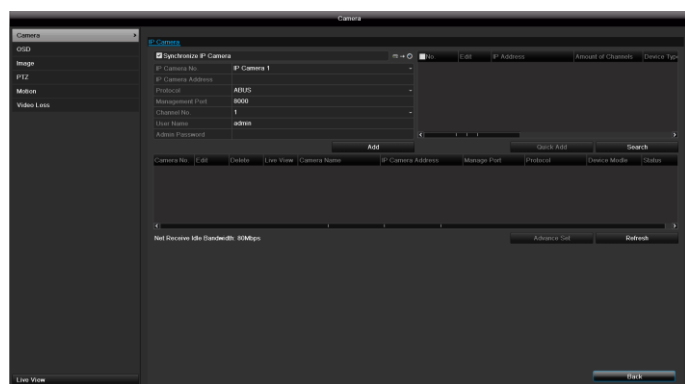 Camera
Camera
OSD
Image
PTZ
Motion
Video Loss
IP Camera
Synchronize IP Camera
IP Camera No. IP Camera 1
IP Camera Address
Protocol ABUS
Management Port 8000
Channel No. 1
User Name admin
Admin Password
No. Edit IP Address Amount of Channels Device Type
Add Quick Add Search
Camera No. Edit Delete Live View Camera Name IP Camera Address Manage Port Protocol Device Modle Status
Net Receive Idle Bandwidth: 80Mbps
Advance Set Refresh
Live View Back